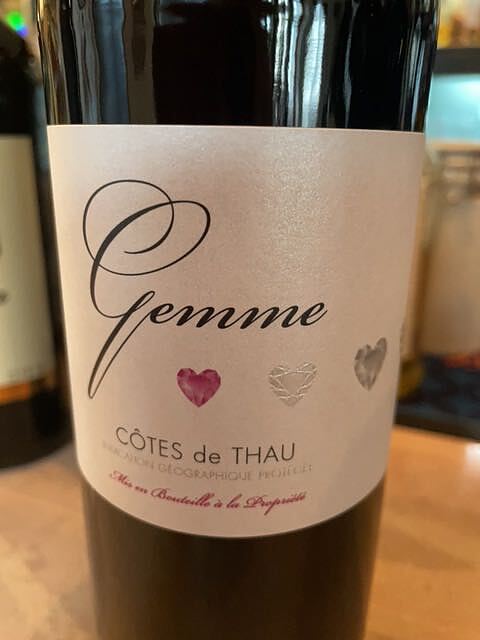 Gemme
CÔTES de THAU
INDICATION GÉOGRAPHIQUE PROTÉGÉE
Mis en Bouteille à la Propriété